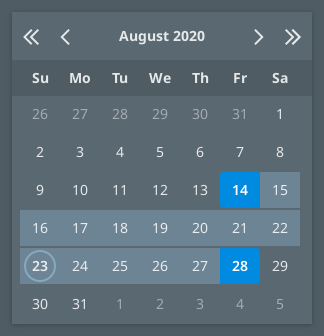 August 2020
Su Mo Tu We Th Fr Sa
26 27 28 29 30 31 1
2 3 4 5 6 7 8
9 10 11 12 13 14 15
16 17 18 19 20 21 22
23 24 25 26 27 28 29
30 31 1 2 3 4 5